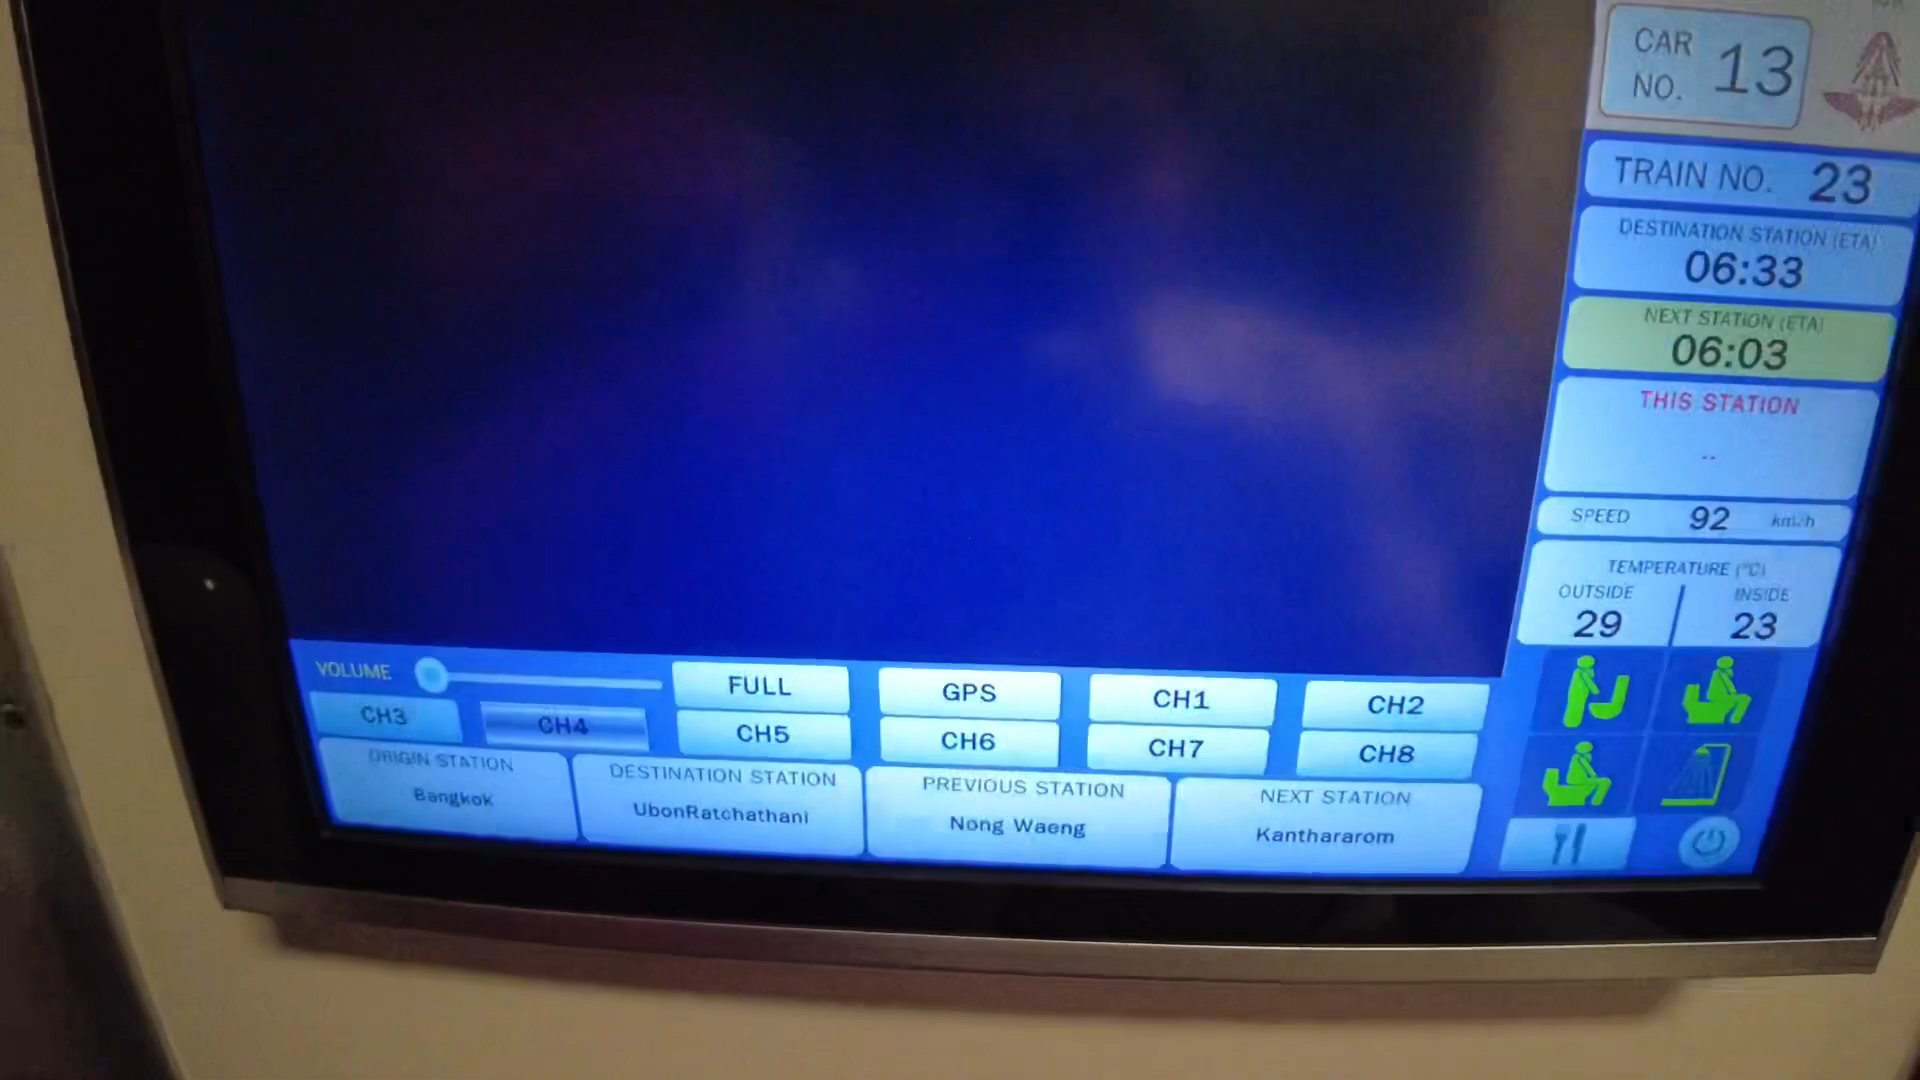 CAR
NO. 13
TRAIN NO. 23
DESTINATION STATION (ETA)
06:33
NEXT STATION (ETA)
06:03
THIS STATION
--
SPEED 92 km/h
TEMPERATURE (°C)
OUTSIDE INSIDE
29 23
VOLUME
FULL GPS CH1 CH2
CH3 CH4 CH5 CH6 CH7 CH8
ORIGIN STATION
Bangkok
DESTINATION STATION
UbonRatchathani
PREVIOUS STATION
Nong Waeng
NEXT STATION
Kanthararom